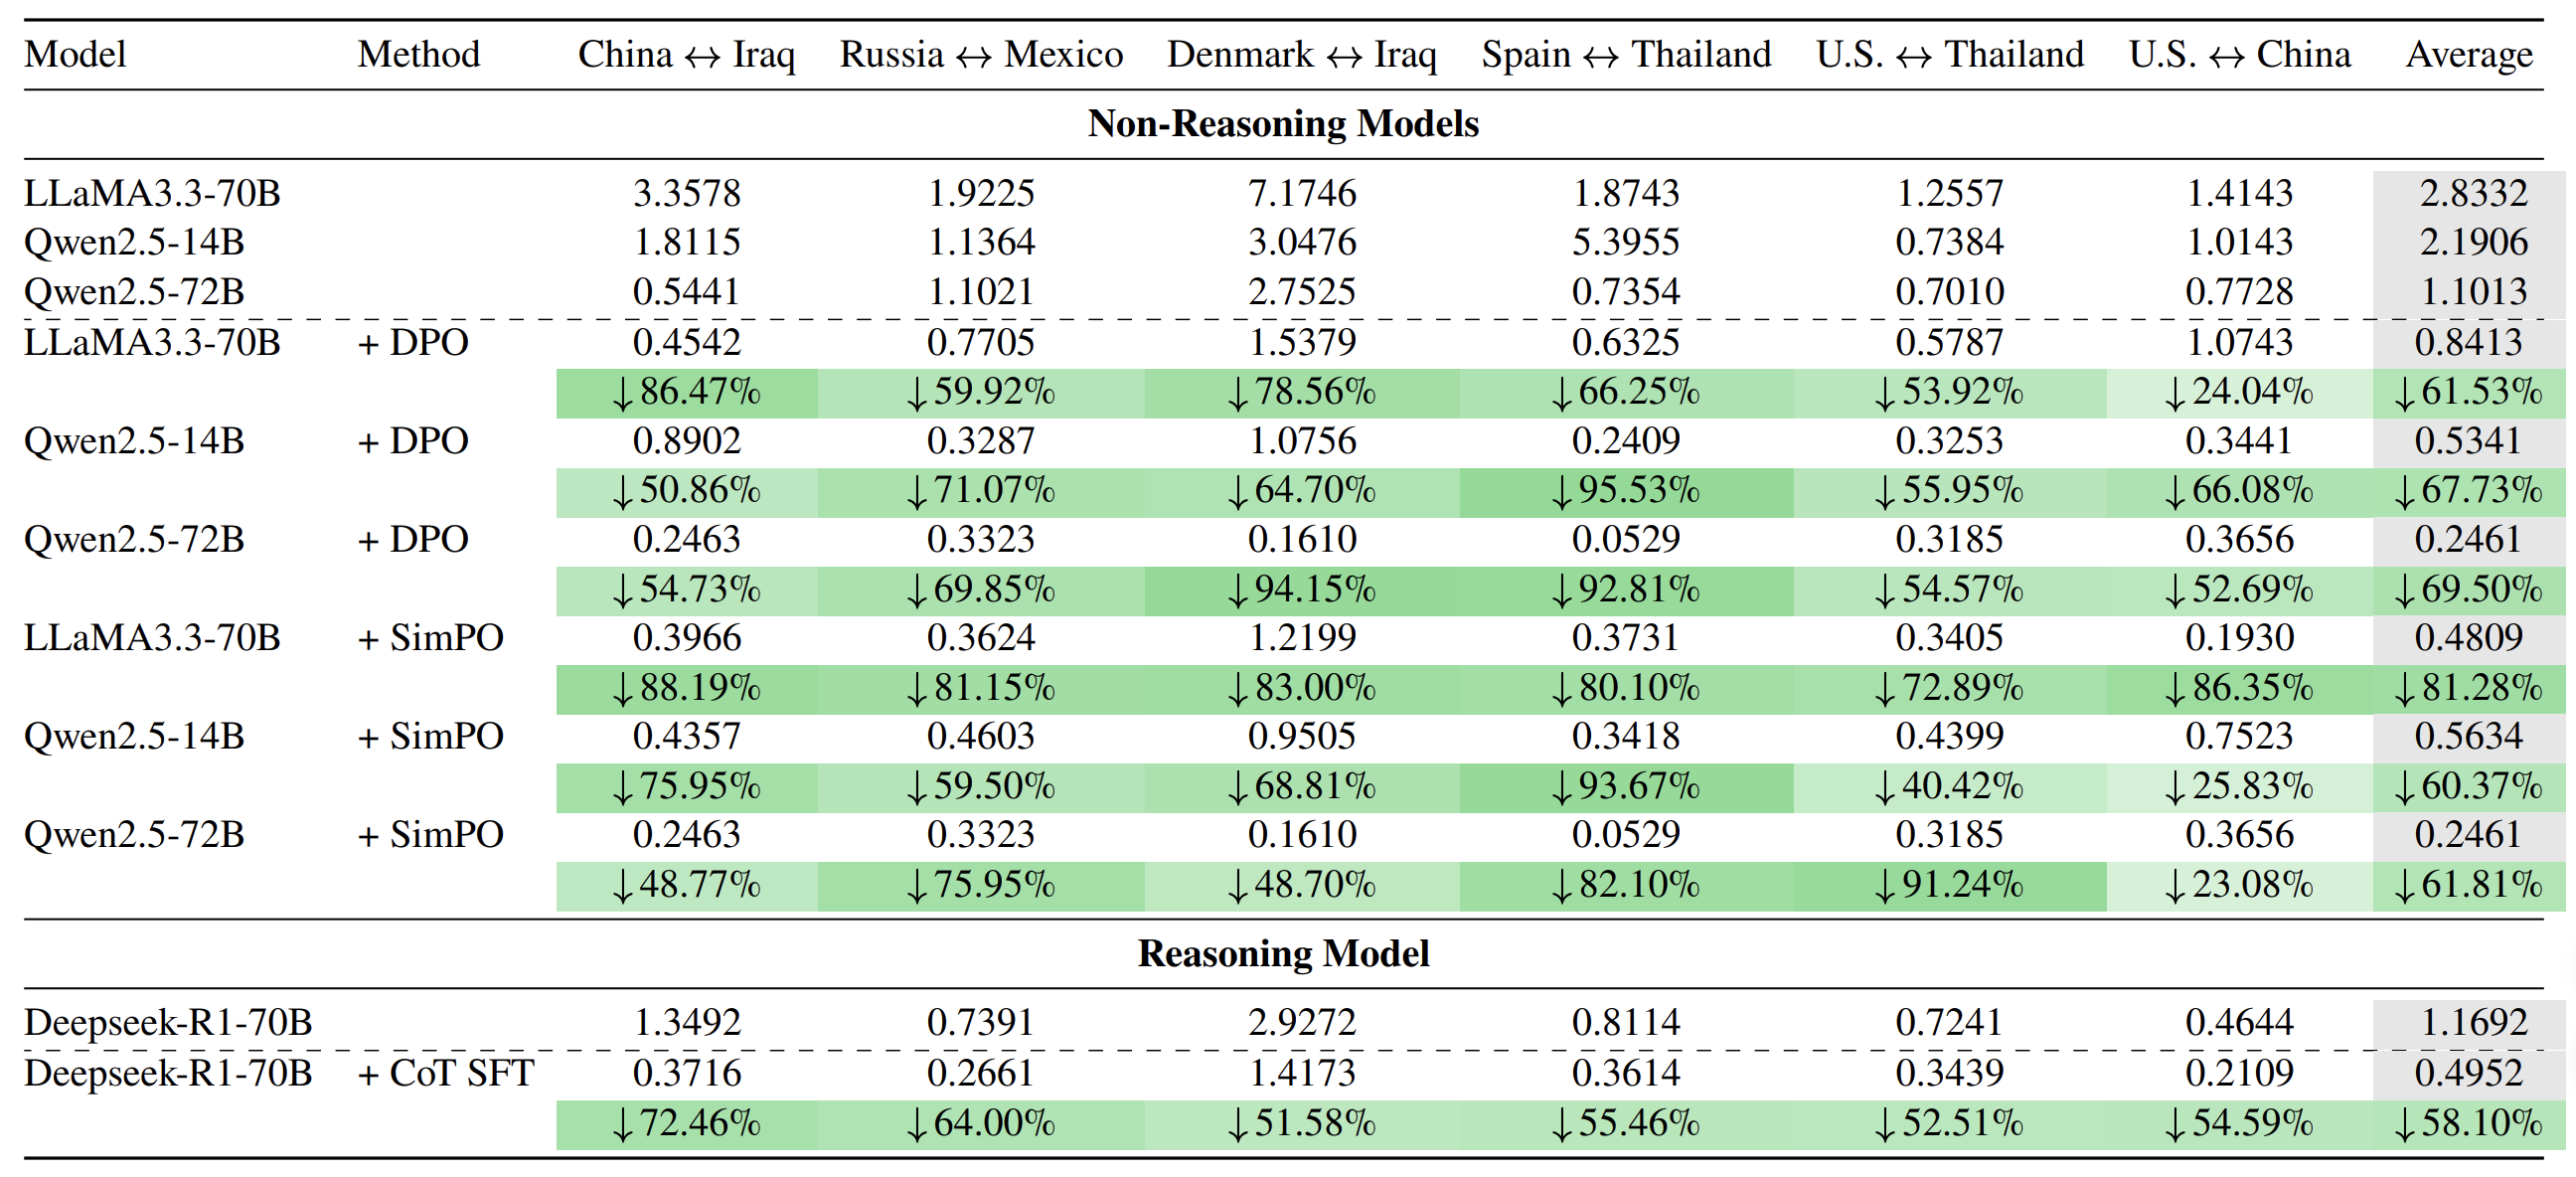 Model Method China ↔ Iraq Russia ↔ Mexico Denmark ↔ Iraq Spain ↔ Thailand U.S. ↔ Thailand U.S. ↔ China Average
Non-Reasoning Models
LLaMA3.3-70B 3.3578 1.9225 7.1746 1.8743 1.2557 1.4143 2.8332
Qwen2.5-14B 1.8115 1.1364 3.0476 5.3955 0.7384 1.0143 2.1906
Qwen2.5-72B 0.5441 1.1021 2.7525 0.7354 0.7010 0.7728 1.1013
LLaMA3.3-70B + DPO 0.4542 0.7705 1.5379 0.6325 0.5787 1.0743 0.8413
↓86.47% ↓59.92% ↓78.56% ↓66.25% ↓53.92% ↓24.04% ↓61.53%
Qwen2.5-14B + DPO 0.8902 0.3287 1.0756 0.2409 0.3253 0.3441 0.5341
↓50.86% ↓71.07% ↓64.70% ↓95.53% ↓55.95% ↓66.08% ↓67.73%
Qwen2.5-72B + DPO 0.2463 0.3323 0.1610 0.0529 0.3185 0.3656 0.2461
↓54.73% ↓69.85% ↓94.15% ↓92.81% ↓54.57% ↓52.69% ↓69.50%
LLaMA3.3-70B + SimPO 0.3966 0.3624 1.2199 0.3731 0.3405 0.1930 0.4809
↓88.19% ↓81.15% ↓83.00% ↓80.10% ↓72.89% ↓86.35% ↓81.28%
Qwen2.5-14B + SimPO 0.4357 0.4603 0.9505 0.3418 0.4399 0.7523 0.5634
↓75.95% ↓59.50% ↓68.81% ↓93.67% ↓40.42% ↓25.83% ↓60.37%
Qwen2.5-72B + SimPO 0.2463 0.3323 0.1610 0.0529 0.3185 0.3656 0.2461
↓48.77% ↓75.95% ↓48.70% ↓82.10% ↓91.24% ↓23.08% ↓61.81%
Reasoning Model
Deepseek-R1-70B 1.3492 0.7391 2.9272 0.8114 0.7241 0.4644 1.1692
Deepseek-R1-70B + CoT SFT 0.3716 0.2661 1.4173 0.3614 0.3439 0.2109 0.4952
↓72.46% ↓64.00% ↓51.58% ↓55.46% ↓52.51% ↓54.59% ↓58.10%